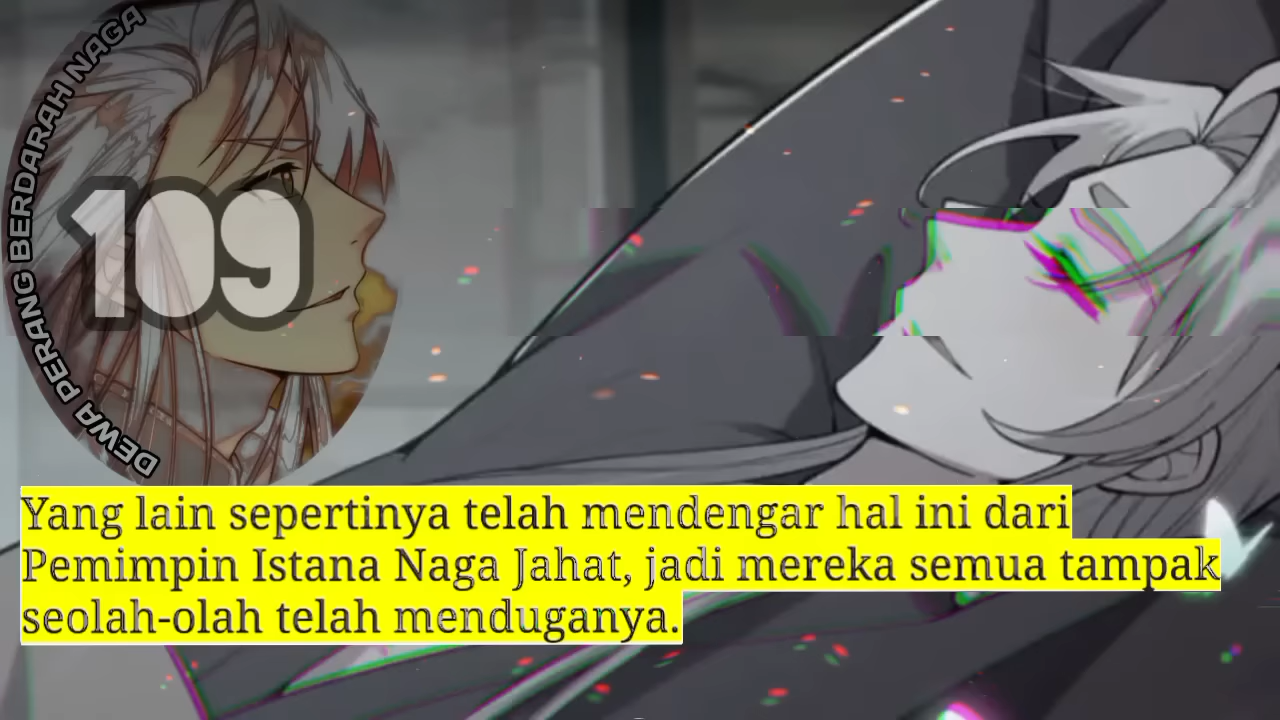 DEWA PERANG BERDARAH NAGA
109
Yang lain sepertinya telah mendengar hal ini dari
Pemimpin Istana Naga Jahat, jadi mereka semua tampak
seolah-olah telah menduganya.